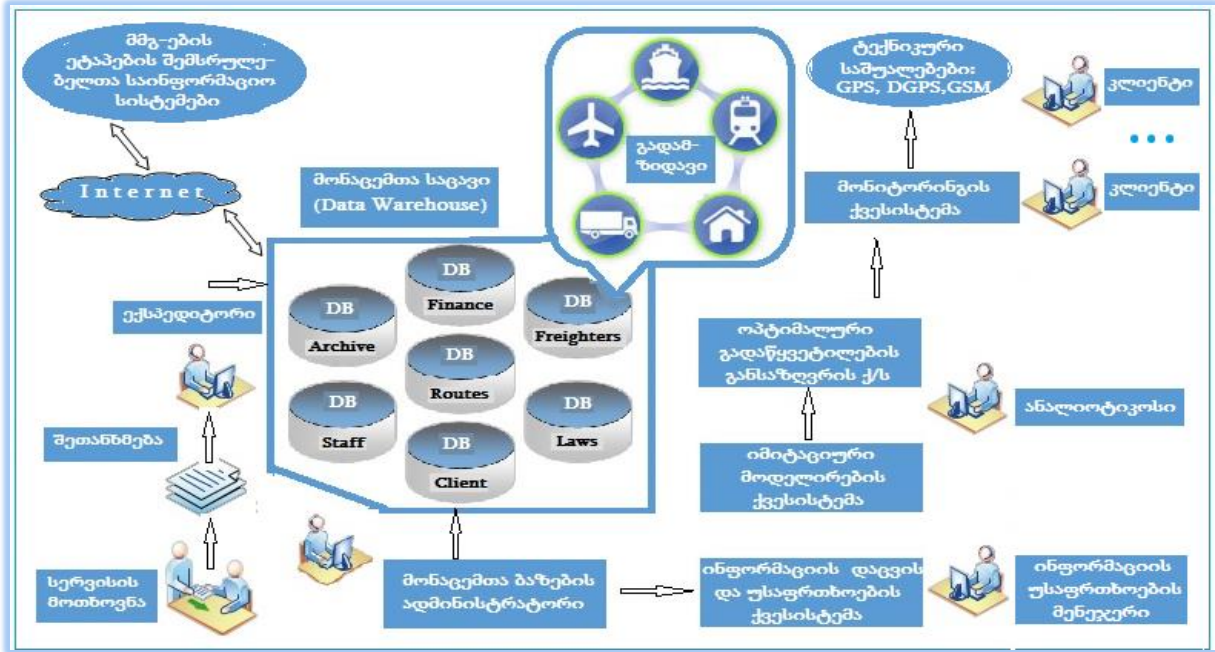 მმგ-ების
ეტაპების შემსრულე-
ბელთა საინფორმაციო
სისტემები
Internet
მონაცემთა საცავი
(Data Warehouse)
გადამ-
ზიდავი
ტექნიკური
საშუალებები:
GPS, DGPS,GSM
კლიენტი
...
მონიტორინგის
ქვესისტემა
კლიენტი
ექსპედიტორი
DB
Finance
DB
Archive
DB
Freighters
DB
Routes
DB
Staff
DB
Laws
DB
Client
ოპტიმალური
გადაწყვეტილების
განსაზღვრის ქ/ს
ანალიოტიკოსი
შეთანხმება
იმიტაციური
მოდელირების
ქვესისტემა
სერვისის
მოთხოვნა
მონაცემთა ბაზების
ადმინისტრატორი
ინფორმაციის დაცვის
და უსაფრთხოების
ქვესისტემა
ინფორმაციის
უსაფრთხოების
მენეჯერი